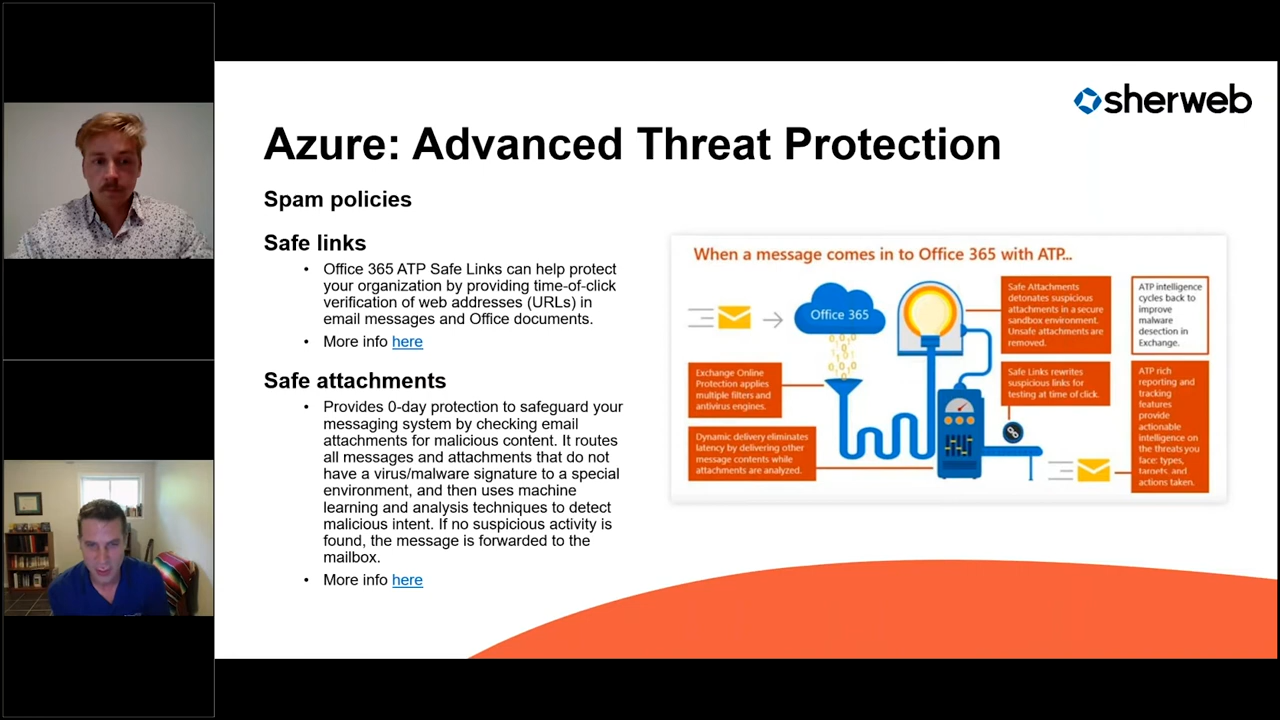 sherweb
Azure: Advanced Threat Protection
Spam policies
Safe links
• Office 365 ATP Safe Links can help protect
your organization by providing time-of-click
verification of web addresses (URLs) in
email messages and Office documents.
• More info here
Safe attachments
• Provides 0-day protection to safeguard your
messaging system by checking email
attachments for malicious content. It routes
all messages and attachments that do not
have a virus/malware signature to a special
environment, and then uses machine
learning and analysis techniques to detect
malicious intent. If no suspicious activity is
found, the message is forwarded to the
mailbox.
• More info here
When a message comes in to Office 365 with ATP...
Office 365
Safe Attachments
detonates suspicious
attachments in a secure
sandbox environment.
Unsafe attachments are
removed.
ATP intelligence
cycles back to
improve
malware
desection in
Exchange.
Exchange Online
Protection applies
multiple filters and
antivirus engines.
Safe Links rewrites
suspicious links for
testing at time of click.
Dynamic delivery eliminates
latency by delivering other
message contents while
attachments are analyzed.
ATP rich
reporting and
tracking
features
provide
actionable
intelligence on
the threats you
face: types,
targets, and
actions taken.